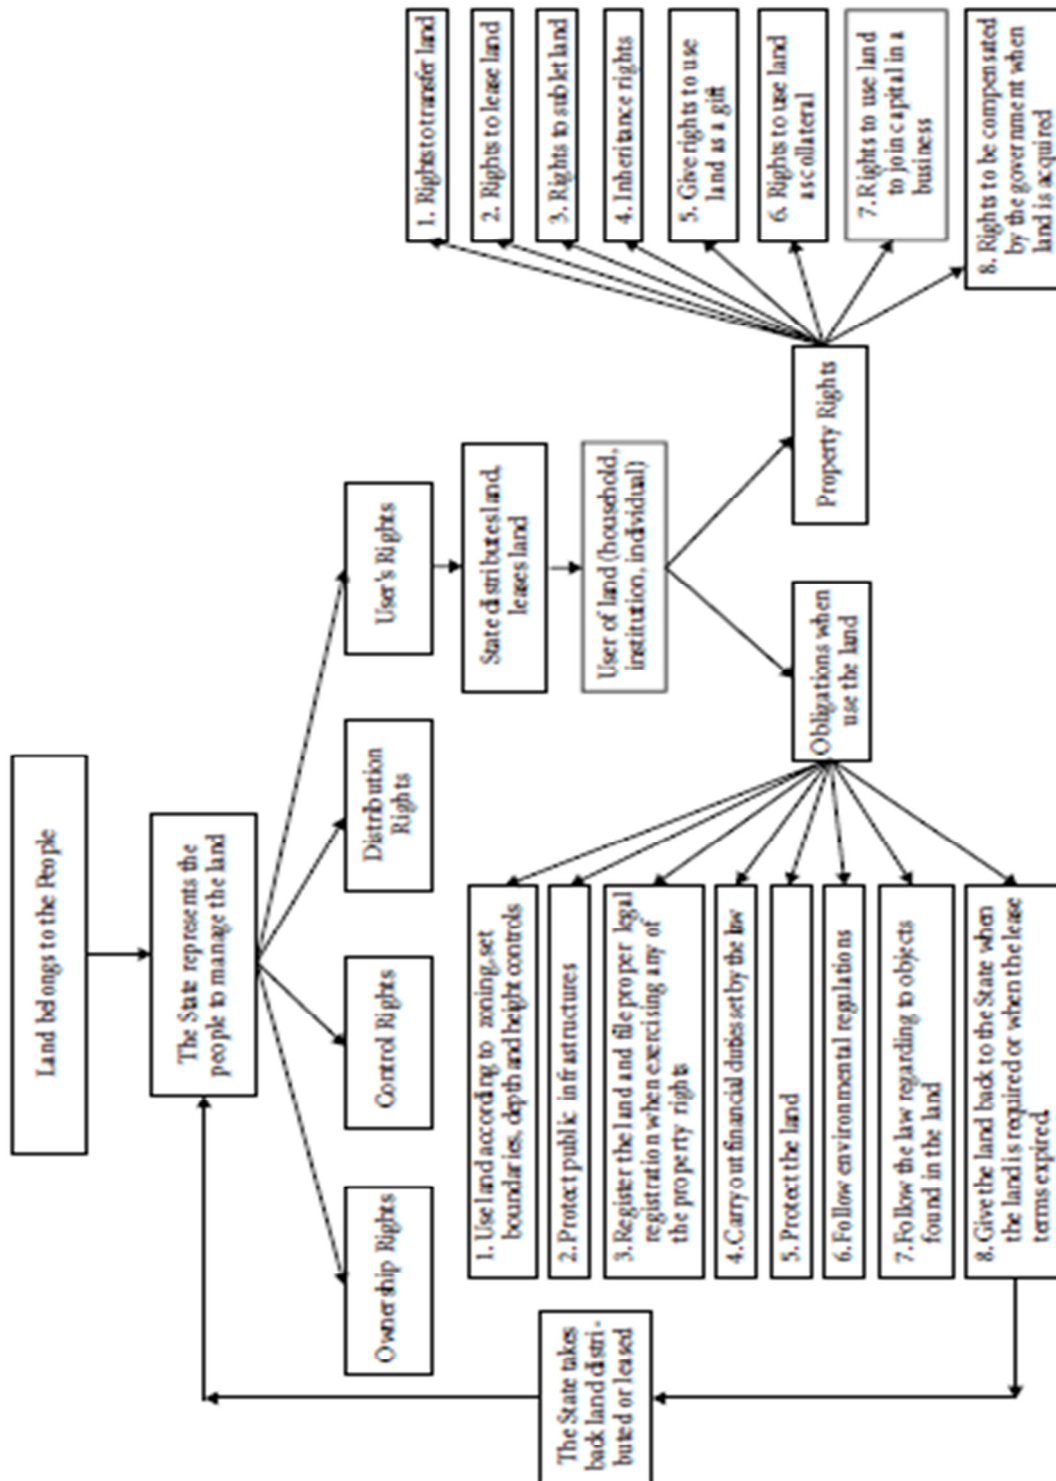 Land belongs to the People
The State represents the
people to manage the land
Ownership Rights
Control Rights
Distribution
Rights
User's Rights
State distributes land,
leases land
User of land (household,
institution, individual)
Obligations when
use the land
Property Rights
1. Use land according to zoning, set
boundaries, depth and height controls
2. Protect public infrastructures
3. Register the land and file proper legal
registration when exercising any of
the property rights
4. Carry out financial duties set by the law
5. Protect the land
6. Follow environmental regulations
7. Follow the law regarding to objects
found in the land
8. Give the land back to the State when
the land is required or when the lease
terms expired.
The State takes
back land distri-
buted or leased
1. Rights to transfer land
2. Rights to lease land
3. Rights to sublet land
4. Inheritance rights
5. Give rights to use
land as a gift
6. Rights to use land
as collateral
7. Rights to use land
to join capital in a
business
8. Rights to be compensated
by the government when
land is acquired